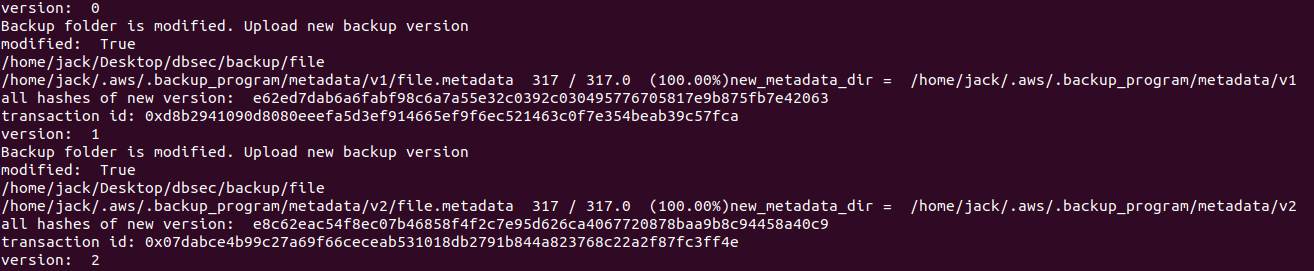 version:  0
Backup folder is modified. Upload new backup version
modified:  True
/home/jack/Desktop/dbsec/backup/file
/home/jack/.aws/.backup_program/metadata/v1/file.metadata  317 / 317.0  (100.00%)new_metadata_dir =  /home/jack/.aws/.backup_program/metadata/v1
all hashes of new version:  e62ed7dab6a6fabf98c6a7a55e32c0392c030495776705817e9b875fb7e42063
transaction id: 0xd8b2941090d8080eeefa5d3ef914665ef9f6ec521463c0f7e354beab39c57fca
version:  1
Backup folder is modified. Upload new backup version
modified:  True
/home/jack/Desktop/dbsec/backup/file
/home/jack/.aws/.backup_program/metadata/v2/file.metadata  317 / 317.0  (100.00%)new_metadata_dir =  /home/jack/.aws/.backup_program/metadata/v2
all hashes of new version:  e8c62eac54f8ec07b46858f4f2c7e95d626ca4067720878baa9b8c94458a40c9
transaction id: 0x07dabce4b99c27a69f66ceceab531018db2791b844a823768c22a2f87fc3ff4e
version:  2